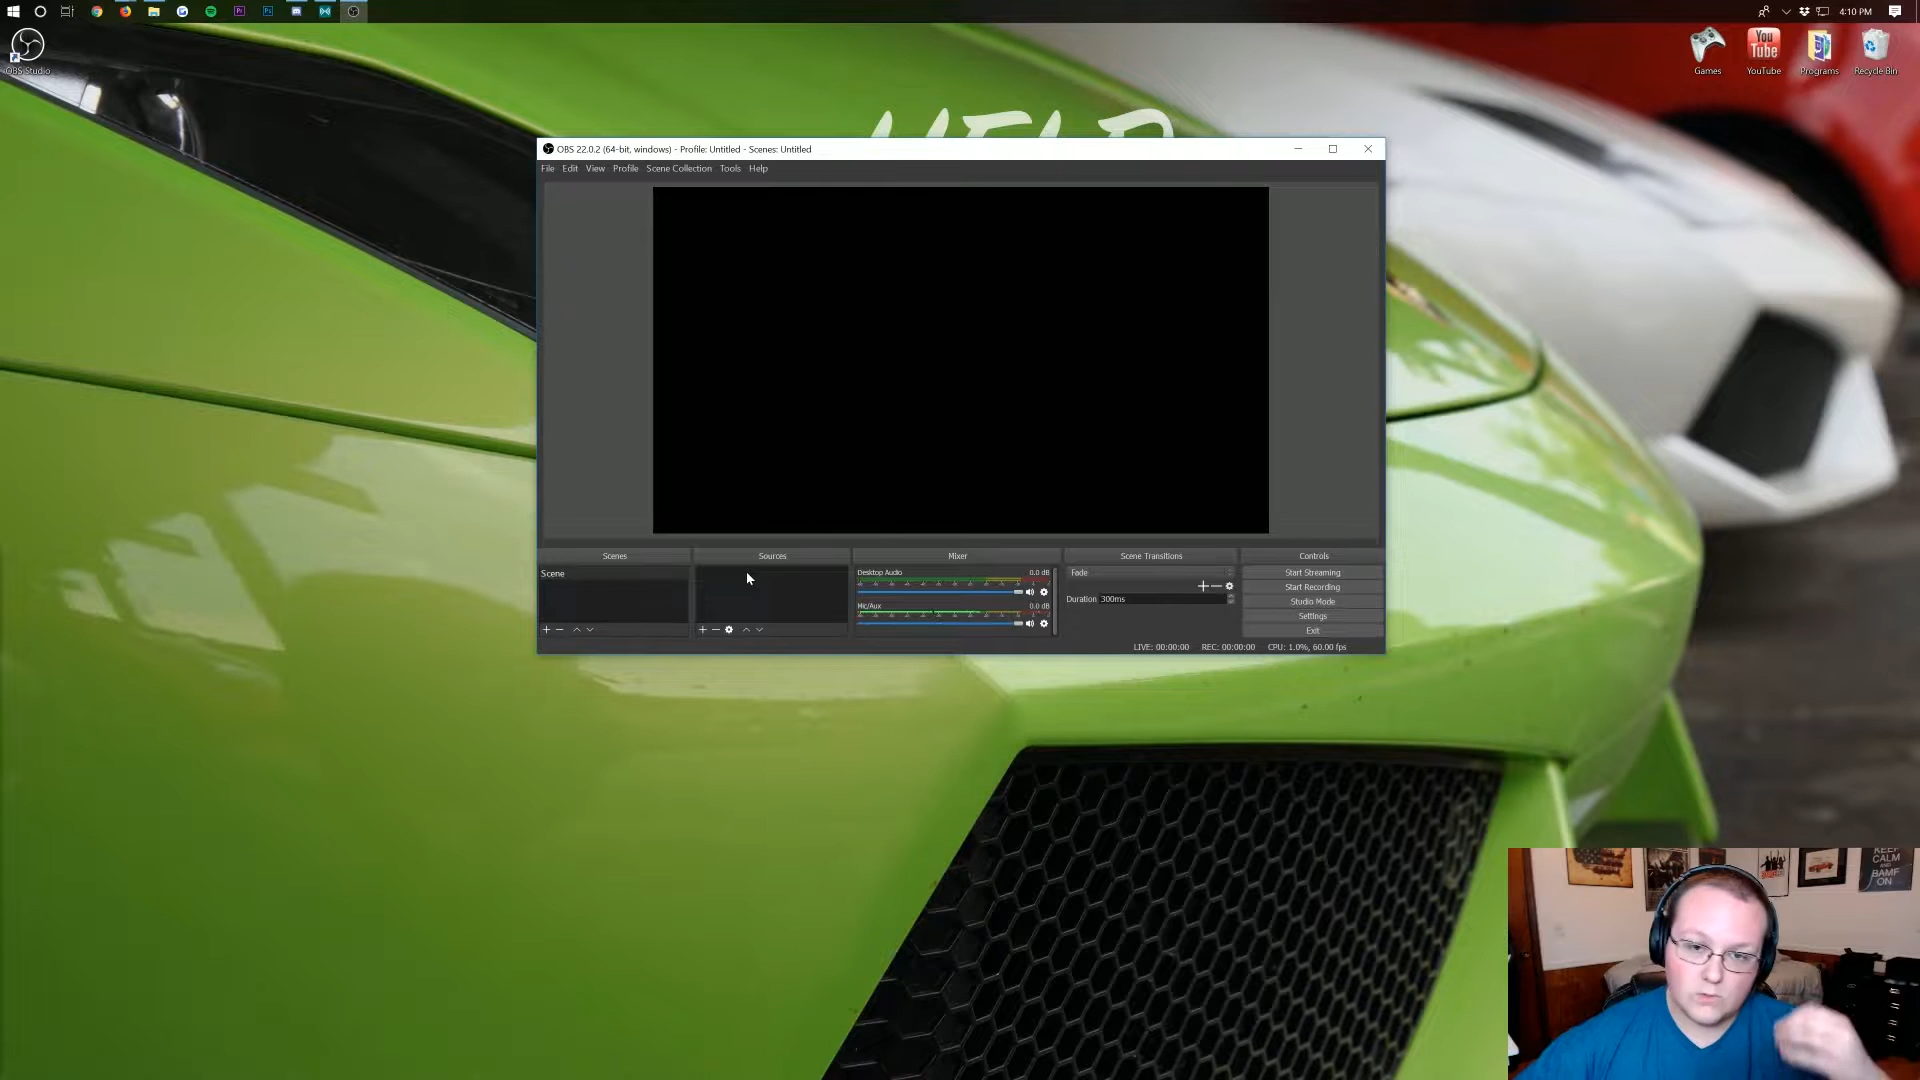 4:10 PM
OBS Studio
Games
YouTube
Programs
Recycle Bin
You
Tube
HELP
OBS 22.0.2 (64-bit, windows) - Profile: Untitled - Scenes: Untitled
File Edit View Profile Scene Collection Tools Help
Scenes
Sources
Mixer
Scene Transitions
Controls
Scene
Desktop Audio 0.0 dB
Mic/Aux 0.0 dB
Fade
Duration 300ms
Start Streaming
Start Recording
Studio Mode
Settings
Exit
LIVE: 00:00:00 REC: 00:00:00 CPU: 1.0%, 60.00 fps
KEEP
CALM
AND
BAMF
ON